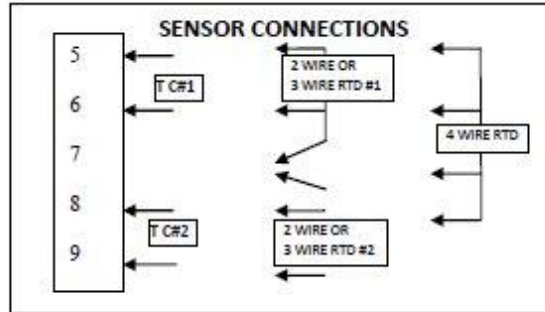 SENSOR CONNECTIONS
5
T C#1
6
7
8
T C#2
9
2 WIRE OR
3 WIRE RTD #1
2 WIRE OR
3 WIRE RTD #2
4 WIRE RTD